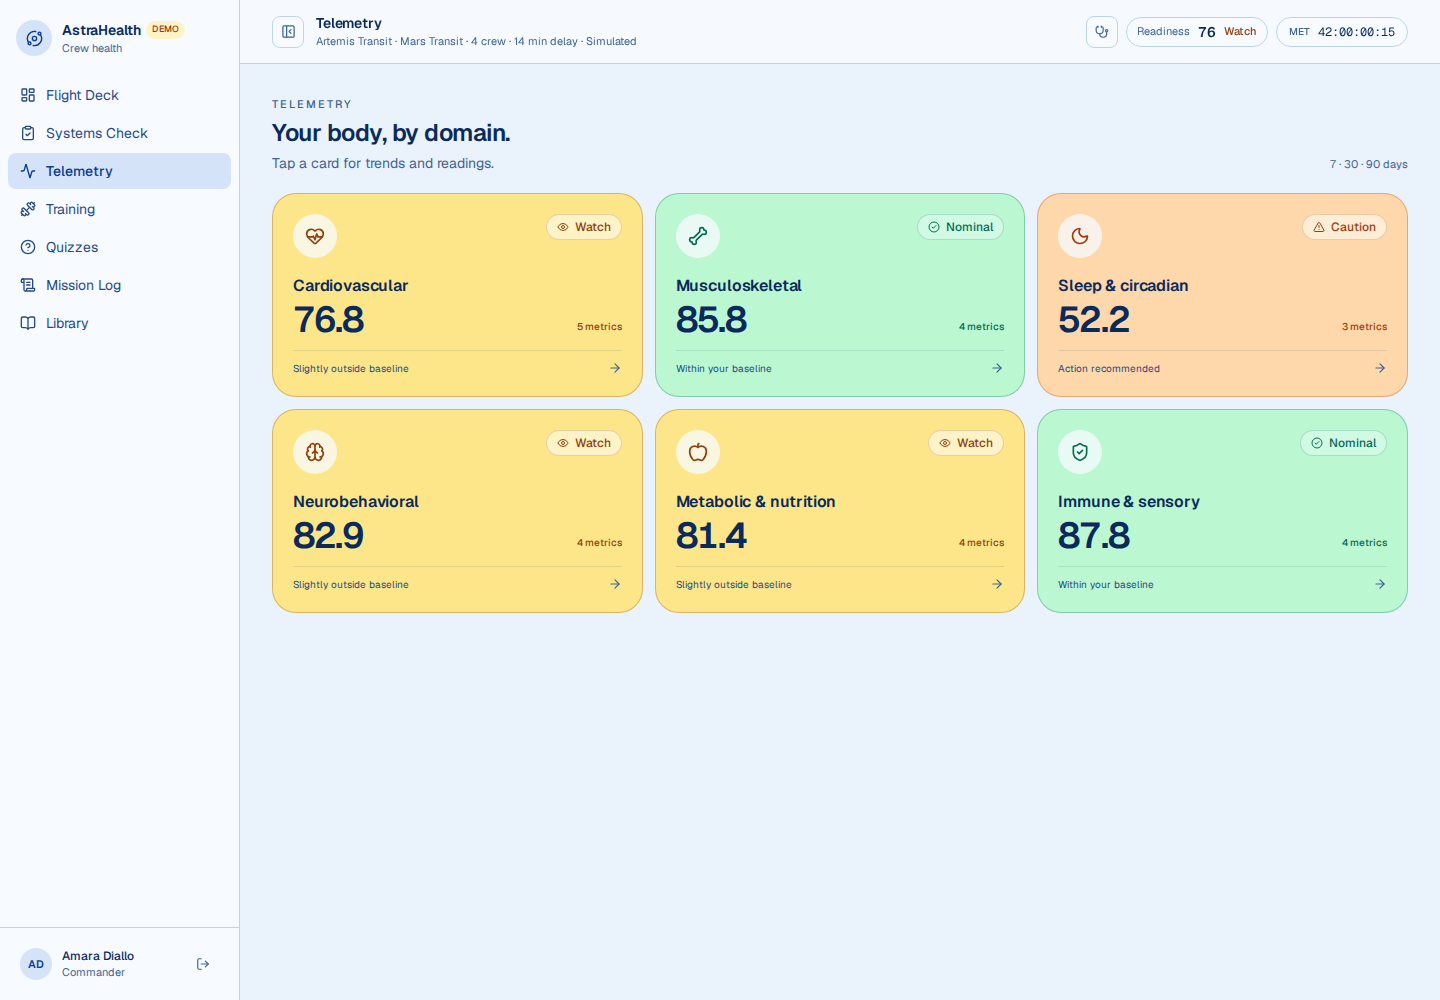 AstraHealth DEMO
Crew health
Flight Deck
Systems Check
Telemetry
Training
Quizzes
Mission Log
Library
AD
Amara Diallo
Commander
Telemetry
Artemis Transit · Mars Transit · 4 crew · 14 min delay · Simulated
Readiness 76 Watch
MET 42:00:00:15
TELEMETRY
Your body, by domain.
Tap a card for trends and readings.
7 · 30 · 90 days
Watch
Cardiovascular
76.8
5 metrics
Slightly outside baseline
Nominal
Musculoskeletal
85.8
4 metrics
Within your baseline
Caution
Sleep & circadian
52.2
3 metrics
Action recommended
Watch
Neurobehavioral
82.9
4 metrics
Slightly outside baseline
Watch
Metabolic & nutrition
81.4
4 metrics
Slightly outside baseline
Nominal
Immune & sensory
87.8
4 metrics
Within your baseline